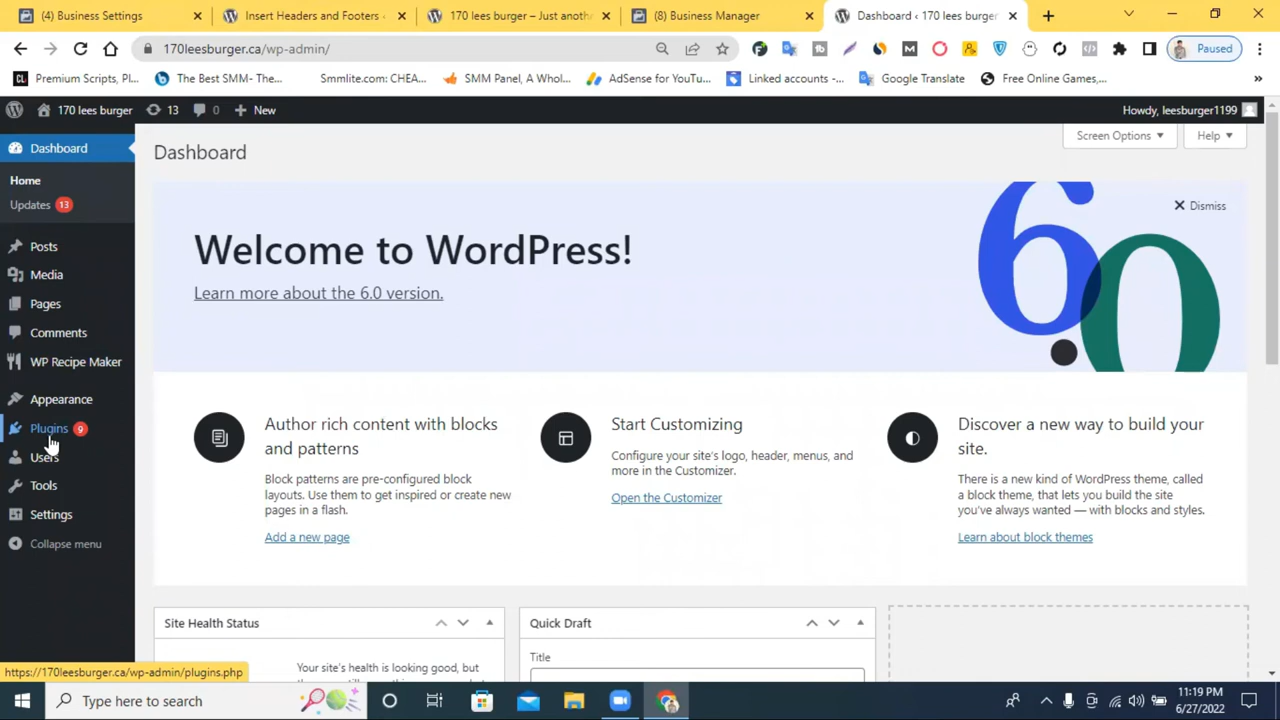 (4) Business Settings
Insert Headers and Footers ‹
170 lees burger – Just anoth
(8) Business Manager
Dashboard ‹ 170 lees burger
170leesburger.ca/wp-admin/
Paused
Premium Scripts, Pl...
The Best SMM- The...
Smmlite.com: CHEA...
SMM Panel, A Whol...
AdSense for YouTu...
Linked accounts -...
Google Translate
Free Online Games,...
170 lees burger
13
0
New
Howdy, leesburger1199
Dashboard
Home
Updates 13
Posts
Media
Pages
Comments
WP Recipe Maker
Appearance
Plugins 9
Users
Tools
Settings
Collapse menu
Dashboard
Screen Options
Help
6.0
Dismiss
Welcome to WordPress!
Learn more about the 6.0 version.
Author rich content with blocks
and patterns
Block patterns are pre-configured block
layouts. Use them to get inspired or create new
pages in a flash.
Add a new page
Start Customizing
Configure your site's logo, header, menus, and
more in the Customizer.
Open the Customizer
Discover a new way to build your
site.
There is a new kind of WordPress theme, called
a block theme, that lets you build the site
you've always wanted — with blocks and styles.
Learn about block themes
Site Health Status
Your site's health is looking good, but
Quick Draft
Title
https://170leesburger.ca/wp-admin/plugins.php
Type here to search
11:19 PM
6/27/2022